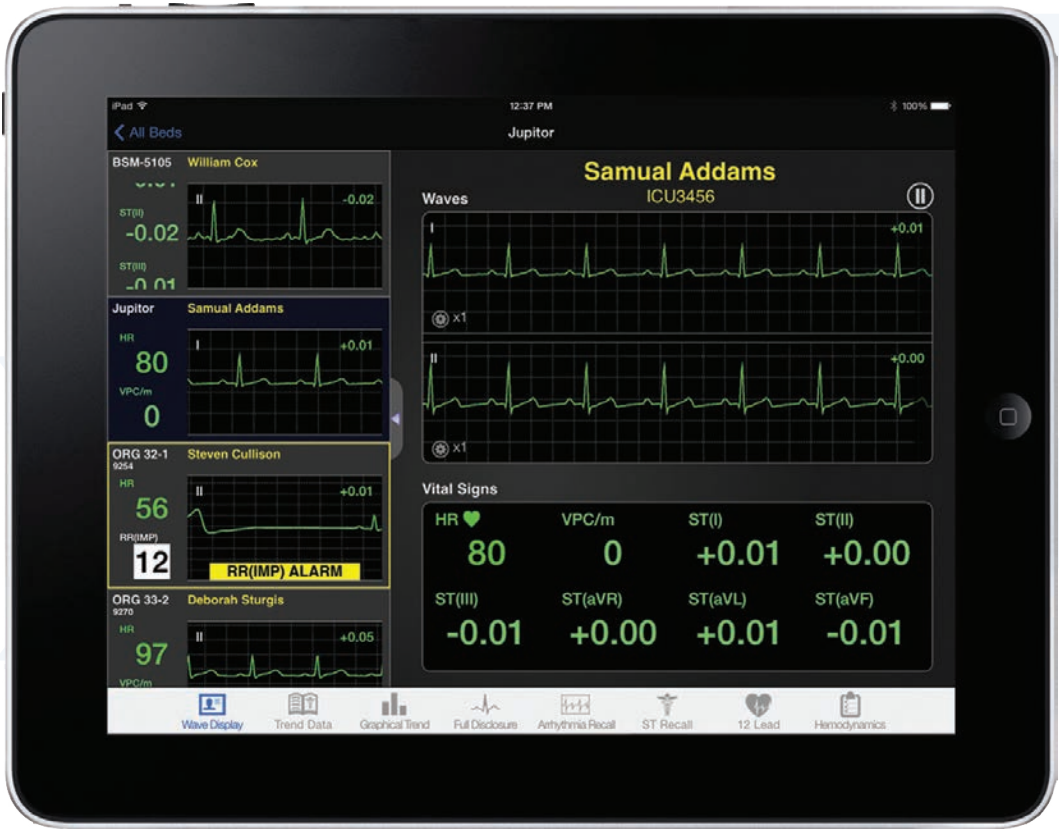 iPad 12:37 PM 100%
All Beds Jupitor
BSM-5105 William Cox
ST(II)
-0.02
II -0.02
ST(III)
-0.01
Jupitor Samual Addams
HR
80
I +0.01
VPC/m
0
ORG 32-1 Steven Cullison
9254
HR
56
II +0.01
RR(IMP)
12
RR(IMP) ALARM
ORG 33-2 Deborah Sturgis
9270
HR
97
II +0.05
VPC/m
Samual Addams
ICU3456
Waves
I +0.01
x1
II +0.00
x1
Vital Signs
HR VPC/m ST(I) ST(II)
80 0 +0.01 +0.00
ST(III) ST(aVR) ST(aVL) ST(aVF)
-0.01 +0.00 +0.01 -0.01
Wave Display Trend Data Graphical Trend Full Disclosure Arrhythmia Recall ST Recall 12 Lead Hemodynamics